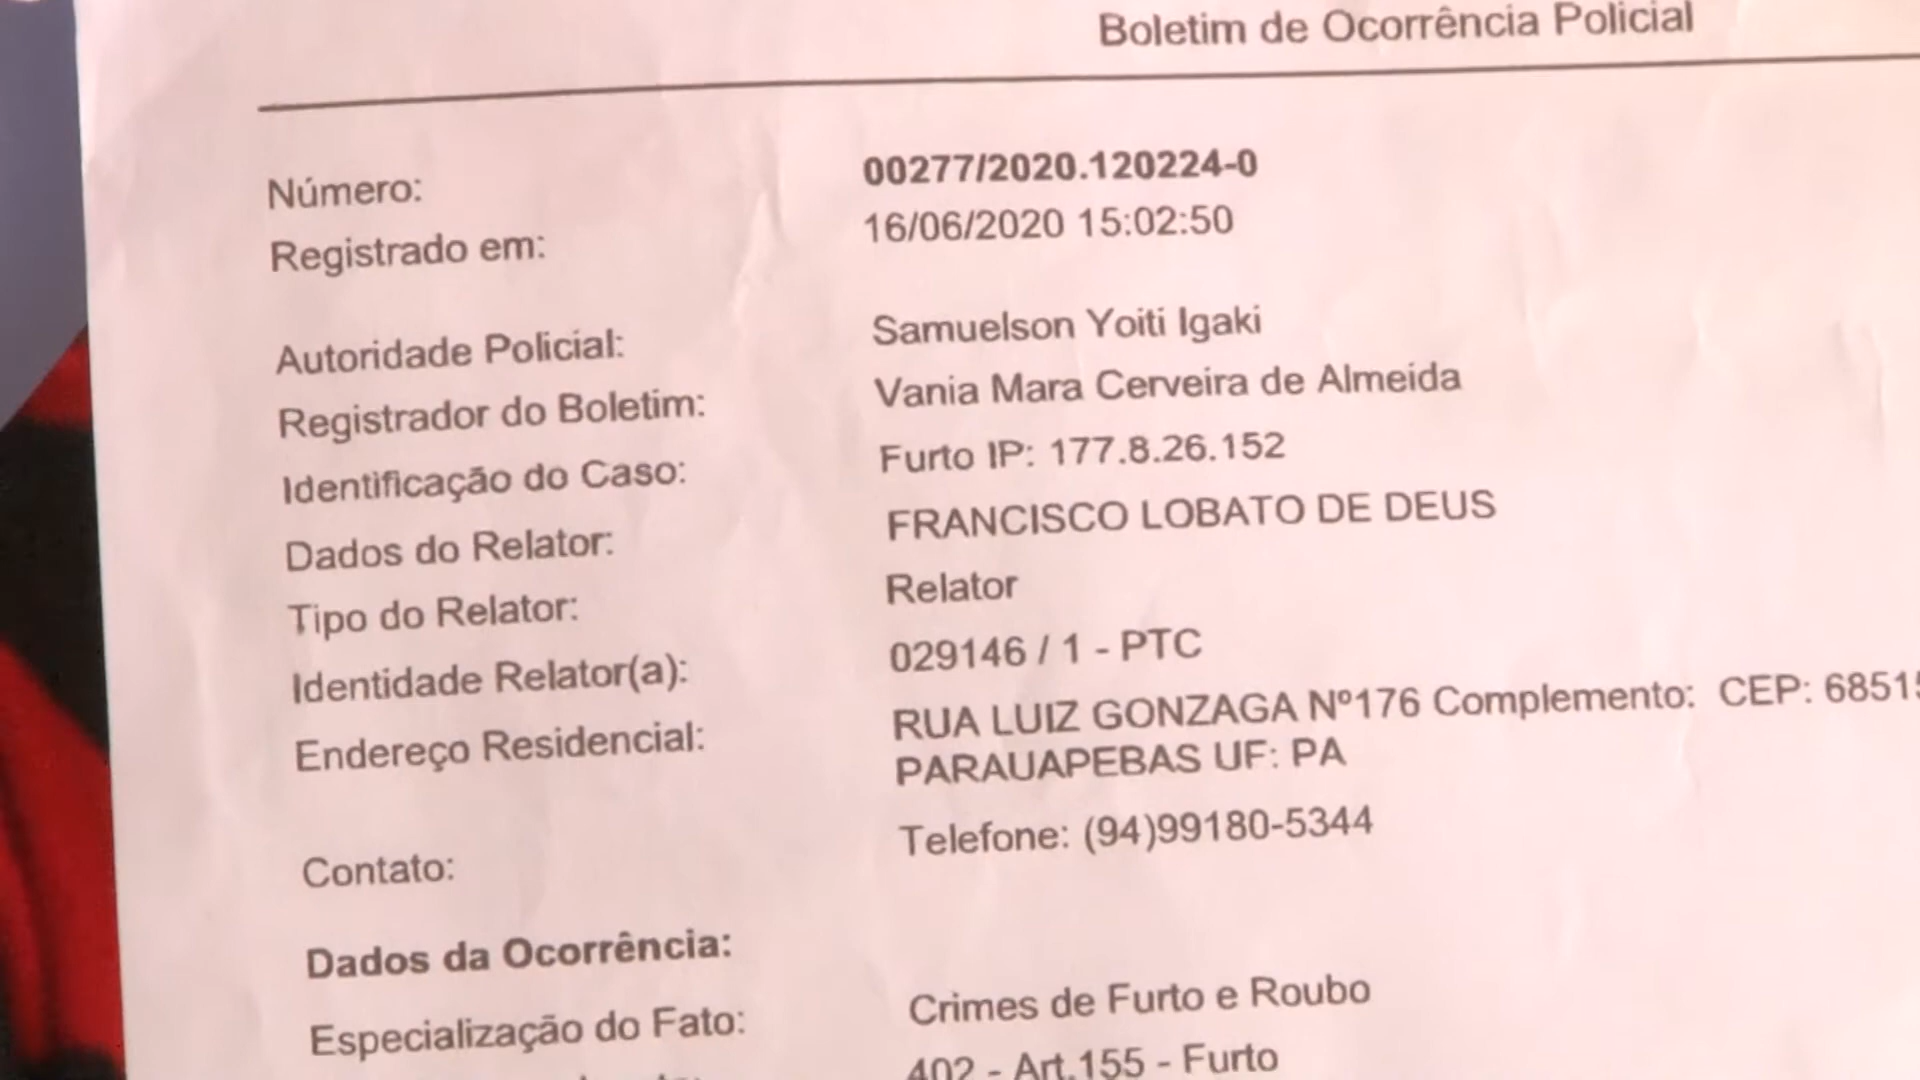 Boletim de Ocorrência Policial
Número: 00277/2020.120224-0
Registrado em: 16/06/2020 15:02:50
Autoridade Policial: Samuelson Yoiti Igaki
Registrador do Boletim: Vania Mara Cerveira de Almeida
Identificação do Caso: Furto IP: 177.8.26.152
Dados do Relator: FRANCISCO LOBATO DE DEUS
Tipo do Relator: Relator
Identidade Relator(a): 029146 / 1 - PTC
Endereço Residencial: RUA LUIZ GONZAGA Nº176 Complemento: CEP: 68515
PARAUAPEBAS UF: PA
Contato: Telefone: (94)99180-5344
Dados da Ocorrência:
Especialização do Fato: Crimes de Furto e Roubo
402 - Art.155 - Furto